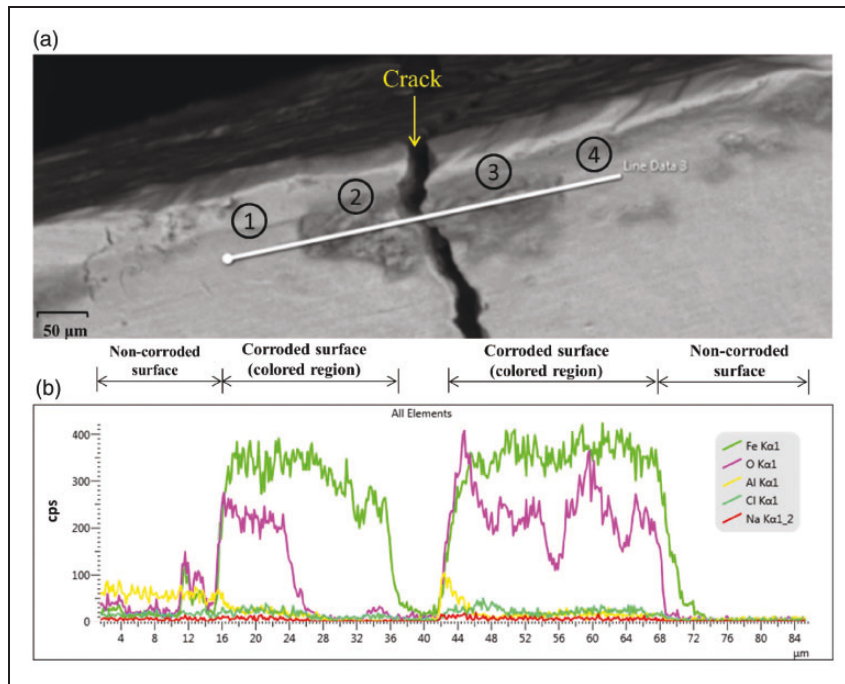 (a)
Crack
1
2
3
4
Line Data 3
50 µm
Non-corroded surface
Corroded surface (colored region)
Corroded surface (colored region)
Non-corroded surface
(b)
All Elements
400
300
200
100
0
cps
Fe Kα1
O Kα1
Al Kα1
Cl Kα1
Na Kα1_2
4 8 12 16 20 24 28 32 36 40 44 48 52 56 60 64 68 72 76 80 84
µm